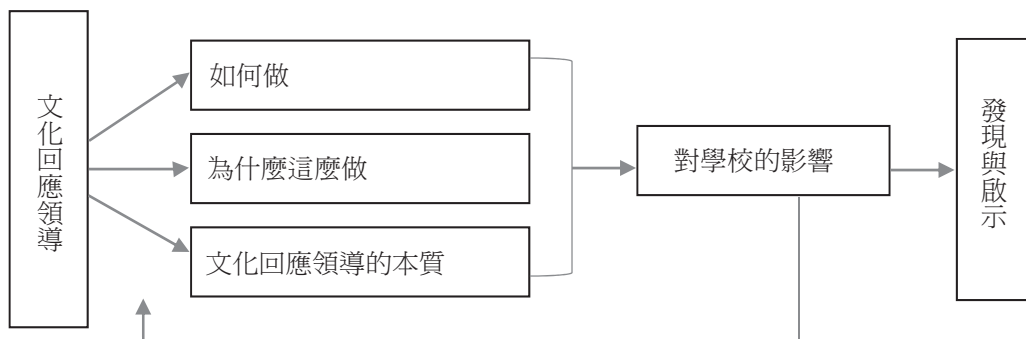 文化回應領導
如何做
為什麼這麼做
文化回應領導的本質
對學校的影響
發現與啟示